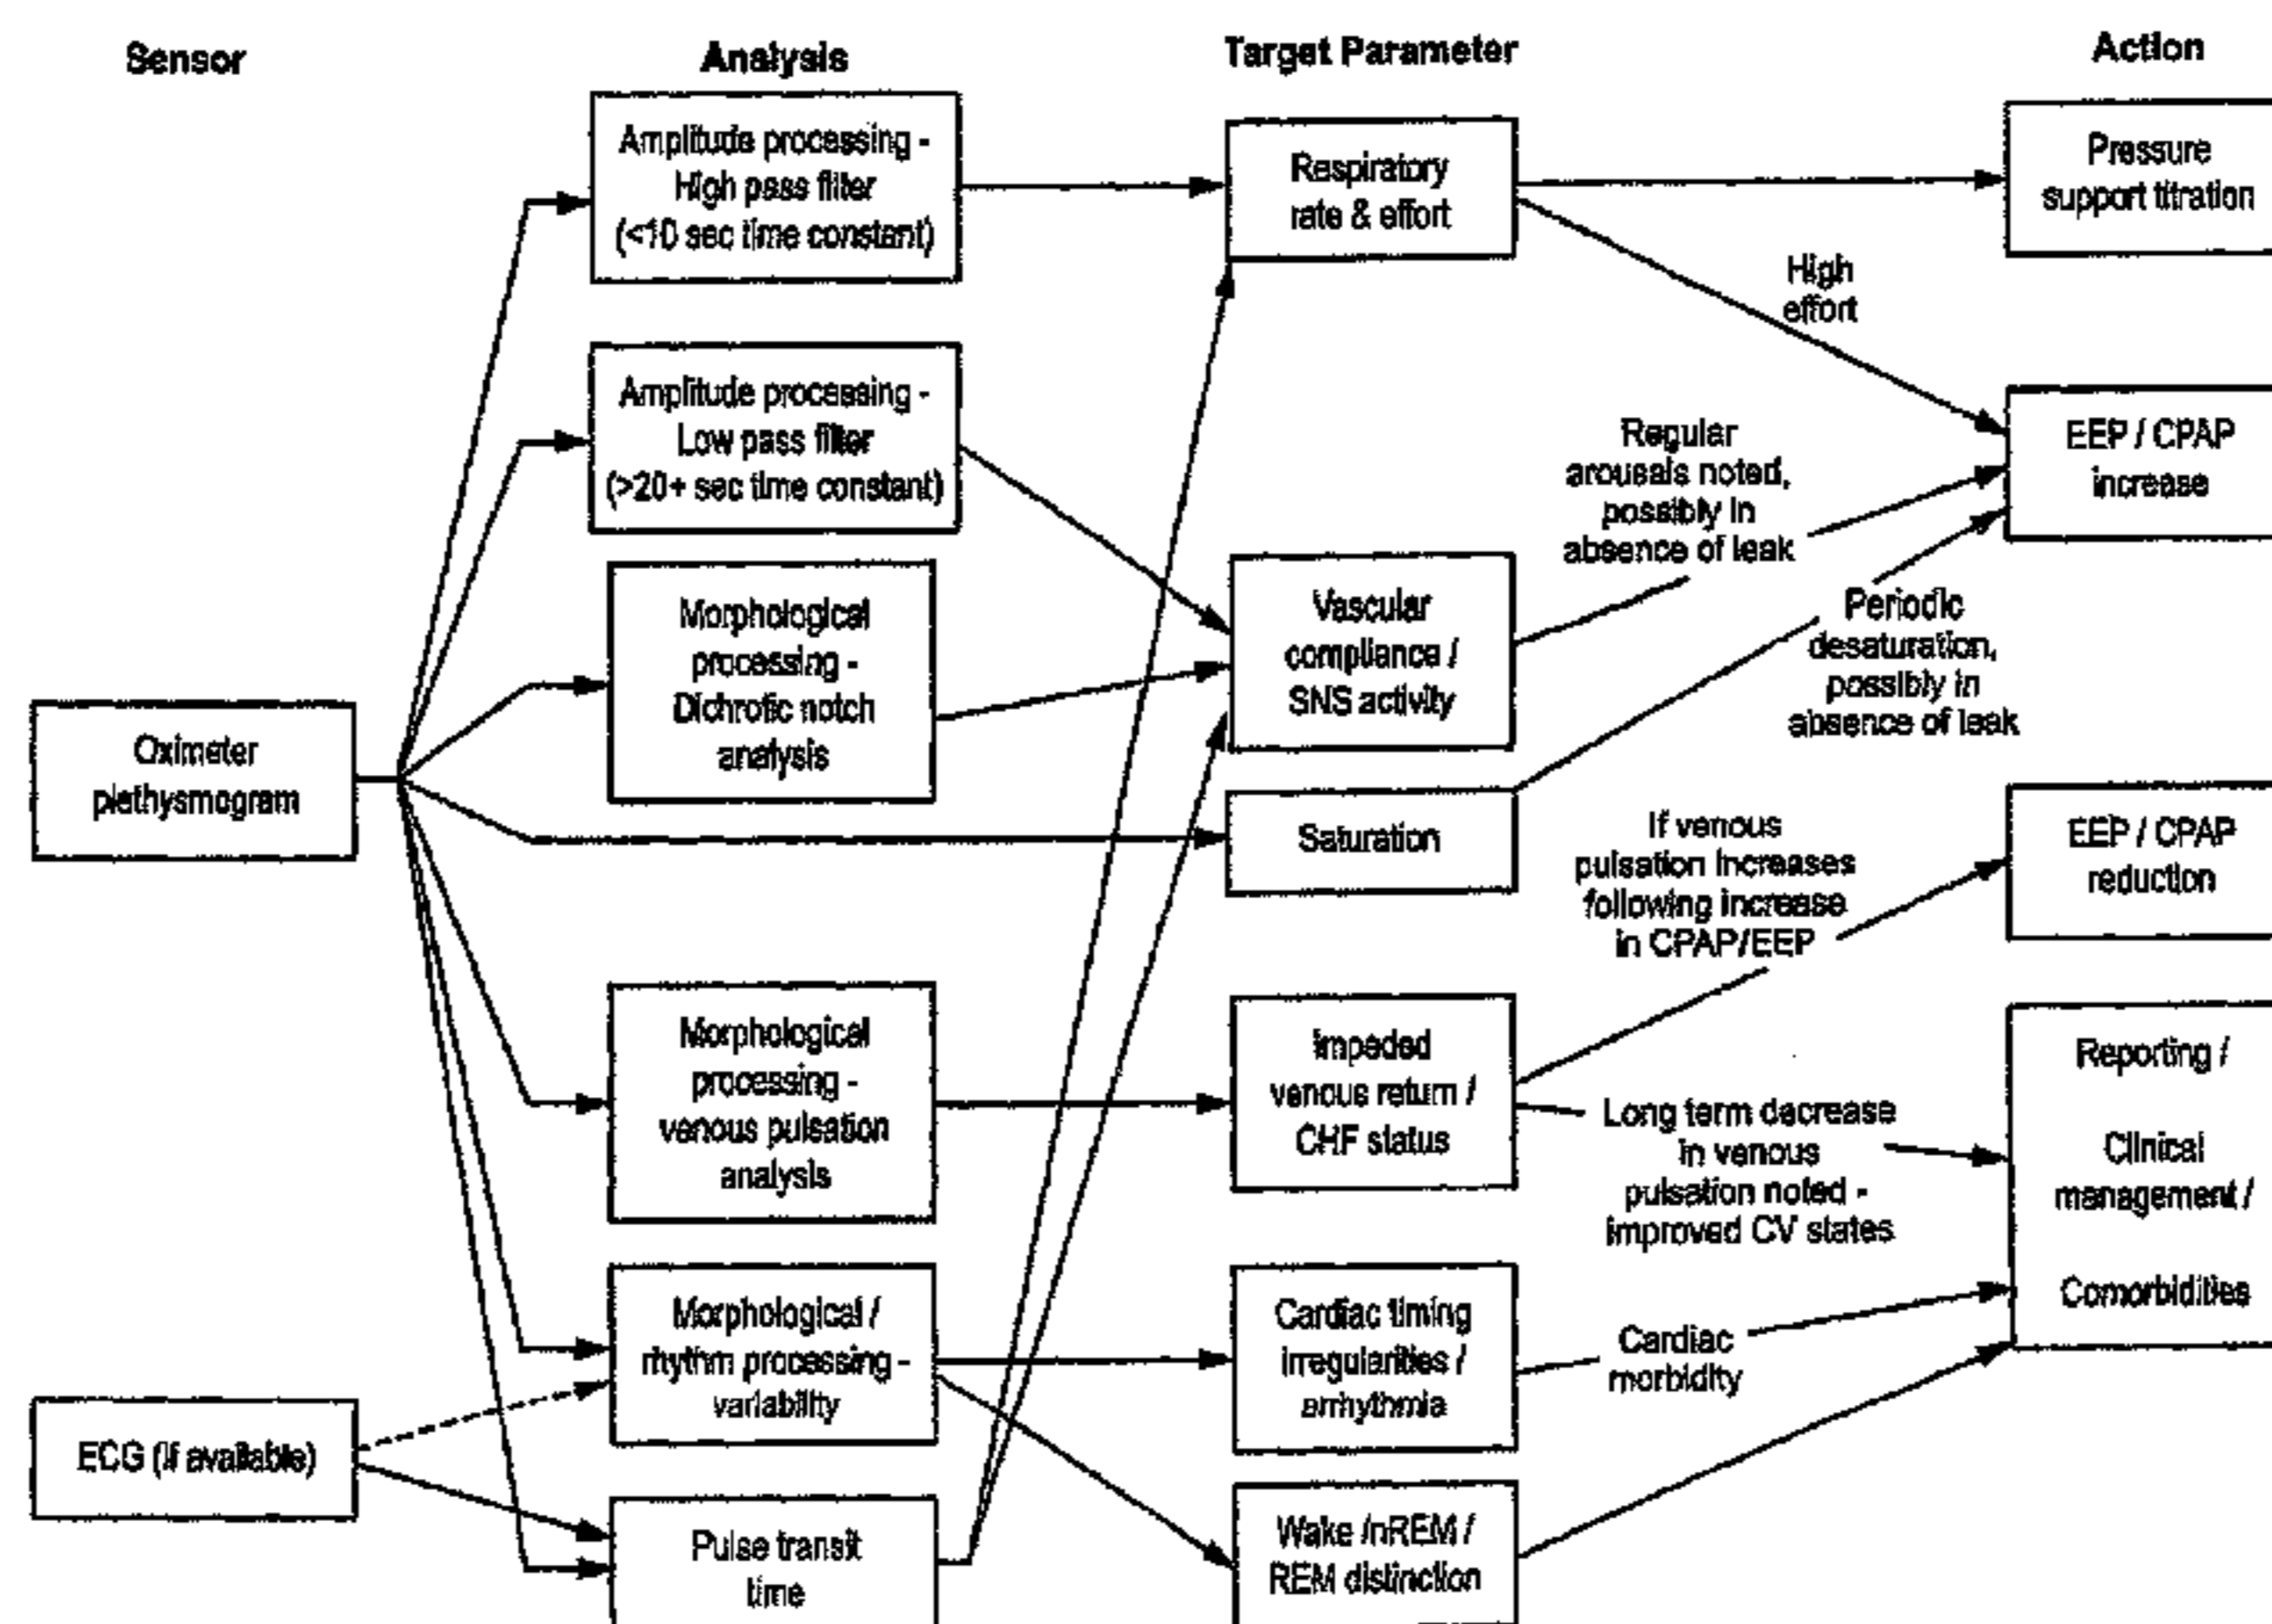 Sensor
Analysis
Target Parameter
Action
Amplitude processing -
High pass filter
(<10 sec time constant)
Respiratory
rate & effort
Pressure
support titration
High
effort
Amplitude processing -
Low pass filter
(>20+ sec time constant)
Regular
arousals noted,
possibly in
absence of leak
EEP / CPAP
increase
Morphological
processing -
Dichrotic notch
analysis
Vascular
compliance /
SNS activity
Periodic
desaturation,
possibly in
absence of leak
Oximeter
plethysmogram
Saturation
If venous
pulsation increases
following increase
in CPAP/EEP
EEP / CPAP
reduction
Morphological
processing -
venous pulsation
analysis
Impeded
venous return /
CHF status
Long term decrease
in venous
pulsation noted -
improved CV states
Reporting /
Clinical
management /
Comorbidities
Morphological /
rhythm processing -
variability
Cardiac timing
irregularities /
arrhythmia
Cardiac
morbidity
ECG (if available)
Pulse transit
time
Wake /nREM /
REM distinction